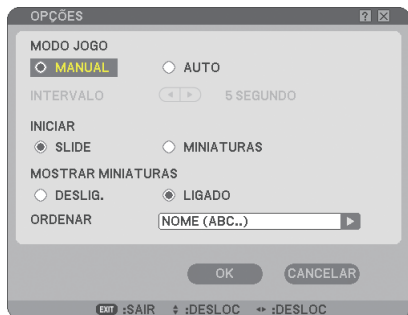 OPÇÕES
MODO JOGO
MANUAL AUTO
INTERVALO 5 SEGUNDO
INICIAR
SLIDE MINIATURAS
MOSTRAR MINIATURAS
DESLIG. LIGADO
ORDENAR NOME (ABC..)
OK CANCELAR
EXIT :SAIR :DESLOC :DESLOC